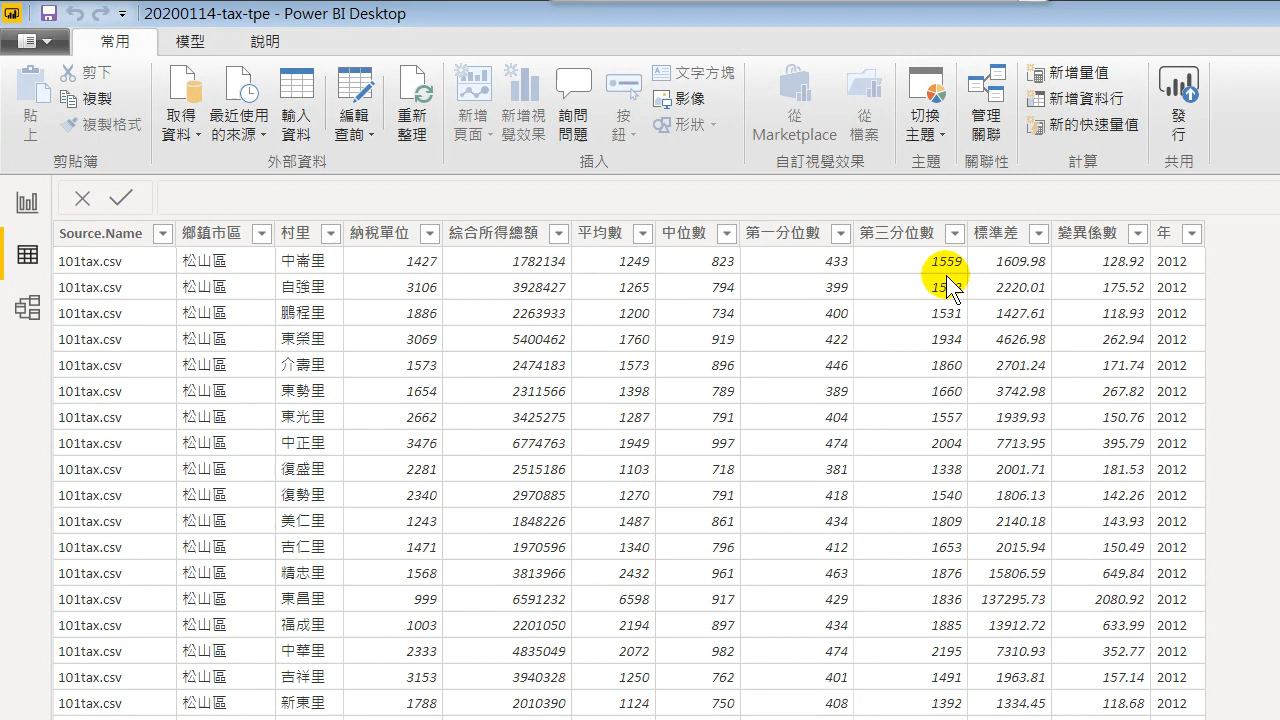 20200114-tax-tpe - Power BI Desktop
常用 模型 說明
貼上
剪下
複製
複製格式
剪貼簿
取得資料
最近使用的來源
輸入資料
編輯查詢
重新整理
外部資料
新增頁面
新增視覺效果
詢問問題
按鈕
文字方塊
影像
形狀
插入
從 Marketplace
從檔案
自訂視覺效果
切換主題
主題
管理關聯
關聯性
新增量值
新增資料行
新的快速量值
計算
發行
共用
Source.Name 鄉鎮市區 村里 納稅單位 綜合所得總額 平均數 中位數 第一分位數 第三分位數 標準差 變異係數 年
101tax.csv 松山區 中崙里 1427 1782134 1249 823 433 1559 1609.98 128.92 2012
101tax.csv 松山區 自強里 3106 3928427 1265 794 399 2220.01 175.52 2012
101tax.csv 松山區 鵬程里 1886 2263933 1200 734 400 1531 1427.61 118.93 2012
101tax.csv 松山區 東榮里 3069 5400462 1760 919 422 1934 4626.98 262.94 2012
101tax.csv 松山區 介壽里 1573 2474183 1573 896 446 1860 2701.24 171.74 2012
101tax.csv 松山區 東勢里 1654 2311566 1398 789 389 1660 3742.98 267.82 2012
101tax.csv 松山區 東光里 2662 3425275 1287 791 404 1557 1939.93 150.76 2012
101tax.csv 松山區 中正里 3476 6774763 1949 997 474 2004 7713.95 395.79 2012
101tax.csv 松山區 復盛里 2281 2515186 1103 718 381 1338 2001.71 181.53 2012
101tax.csv 松山區 復勢里 2340 2970885 1270 791 418 1540 1806.13 142.26 2012
101tax.csv 松山區 美仁里 1243 1848226 1487 861 434 1809 2140.18 143.93 2012
101tax.csv 松山區 吉仁里 1471 1970596 1340 796 412 1653 2015.94 150.49 2012
101tax.csv 松山區 精忠里 1568 3813966 2432 961 463 1876 15806.59 649.84 2012
101tax.csv 松山區 東昌里 999 6591232 6598 917 429 1836 137295.73 2080.92 2012
101tax.csv 松山區 福成里 1003 2201050 2194 897 434 1885 13912.72 633.99 2012
101tax.csv 松山區 中華里 2333 4835049 2072 982 474 2195 7310.93 352.77 2012
101tax.csv 松山區 吉祥里 3153 3940328 1250 762 401 1491 1963.81 157.14 2012
101tax.csv 松山區 新東里 1788 2010390 1124 750 408 1392 1334.45 118.68 2012